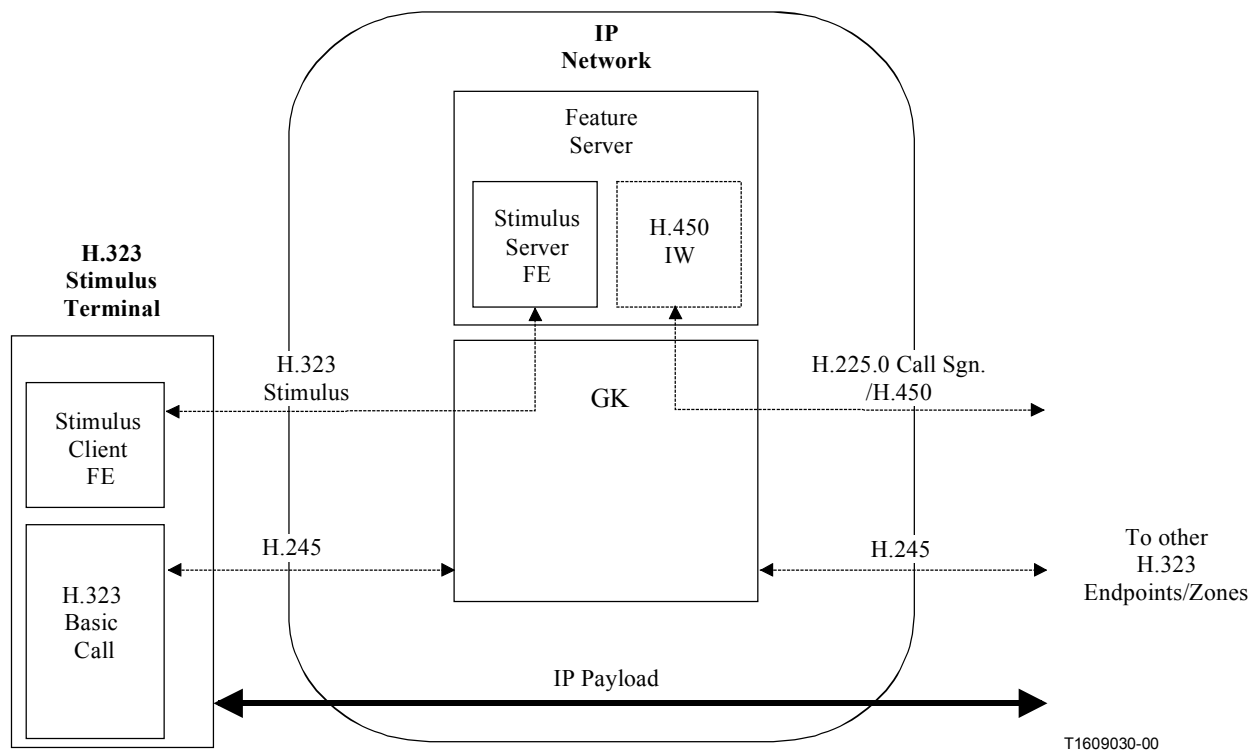 IP
Network
Feature
Server
Stimulus
Server
FE
H.450
IW
H.323
Stimulus
Terminal
H.323
Stimulus
GK
H.225.0 Call Sgn.
/H.450
Stimulus
Client
FE
H.245
H.245
To other
H.323
Endpoints/Zones
H.323
Basic
Call
IP Payload
T1609030-00